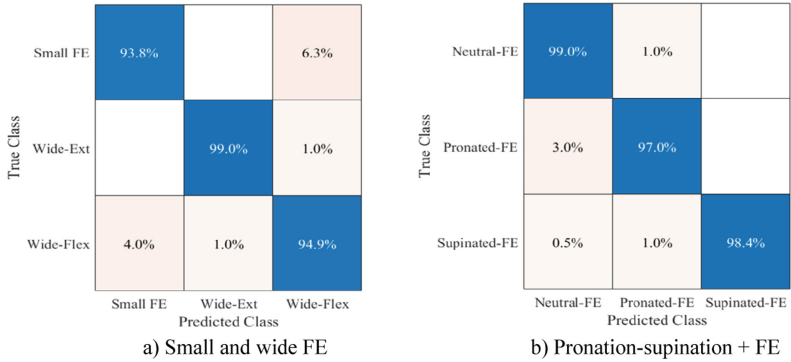 True Class
Small FE
93.8%
6.3%
Wide-Ext
99.0%
1.0%
Wide-Flex
4.0%
1.0%
94.9%
Small FE
Wide-Ext
Wide-Flex
Predicted Class
a) Small and wide FE
True Class
Neutral-FE
99.0%
1.0%
Pronated-FE
3.0%
97.0%
Supinated-FE
0.5%
1.0%
98.4%
Neutral-FE
Pronated-FE
Supinated-FE
Predicted Class
b) Pronation-supination + FE